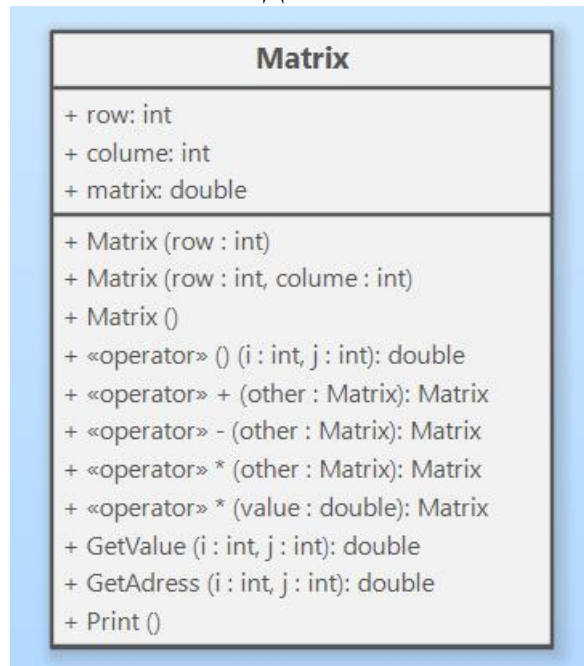 Matrix
+ row: int
+ colume: int
+ matrix: double
+ Matrix (row : int)
+ Matrix (row : int, colume : int)
+ Matrix ()
+ «operator» () (i : int, j : int): double
+ «operator» + (other : Matrix): Matrix
+ «operator» - (other : Matrix): Matrix
+ «operator» * (other : Matrix): Matrix
+ «operator» * (value : double): Matrix
+ GetValue (i : int, j : int): double
+ GetAdress (i : int, j : int): double
+ Print ()